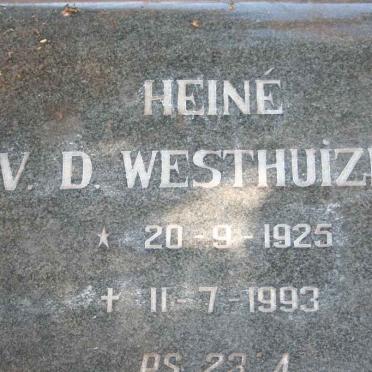 HEINÉ
V. D. WESTHUIZ
★ 20-9-1925
✝ 11-7-1993
PS. 23:4